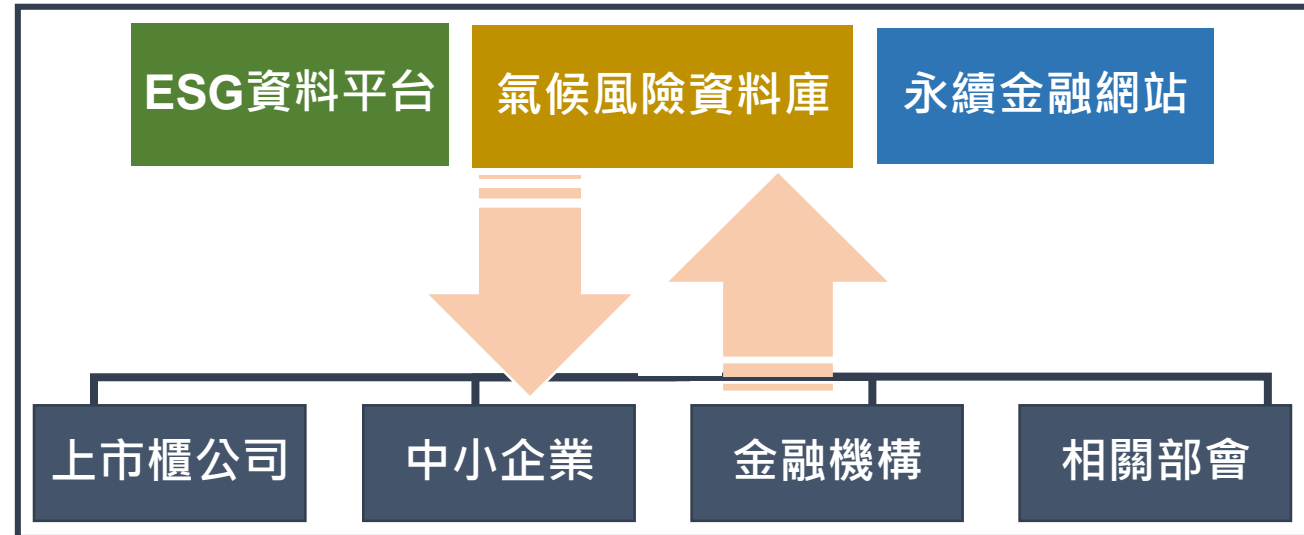 ESG資料平台
氣候風險資料庫
永續金融網站
上市櫃公司
中小企業
金融機構
相關部會